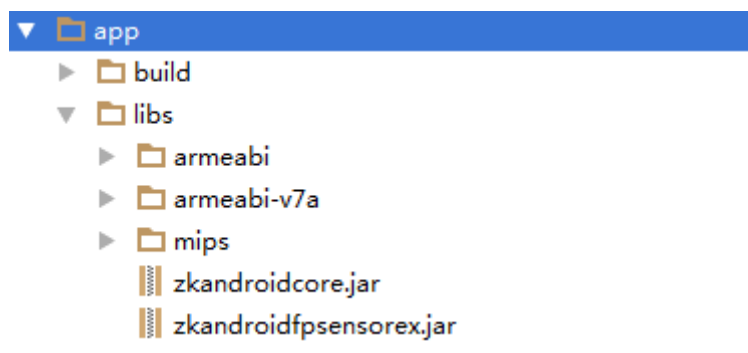 app
build
libs
armeabi
armeabi-v7a
mips
zkandroidcore.jar
zkandroidfpsensorex.jar